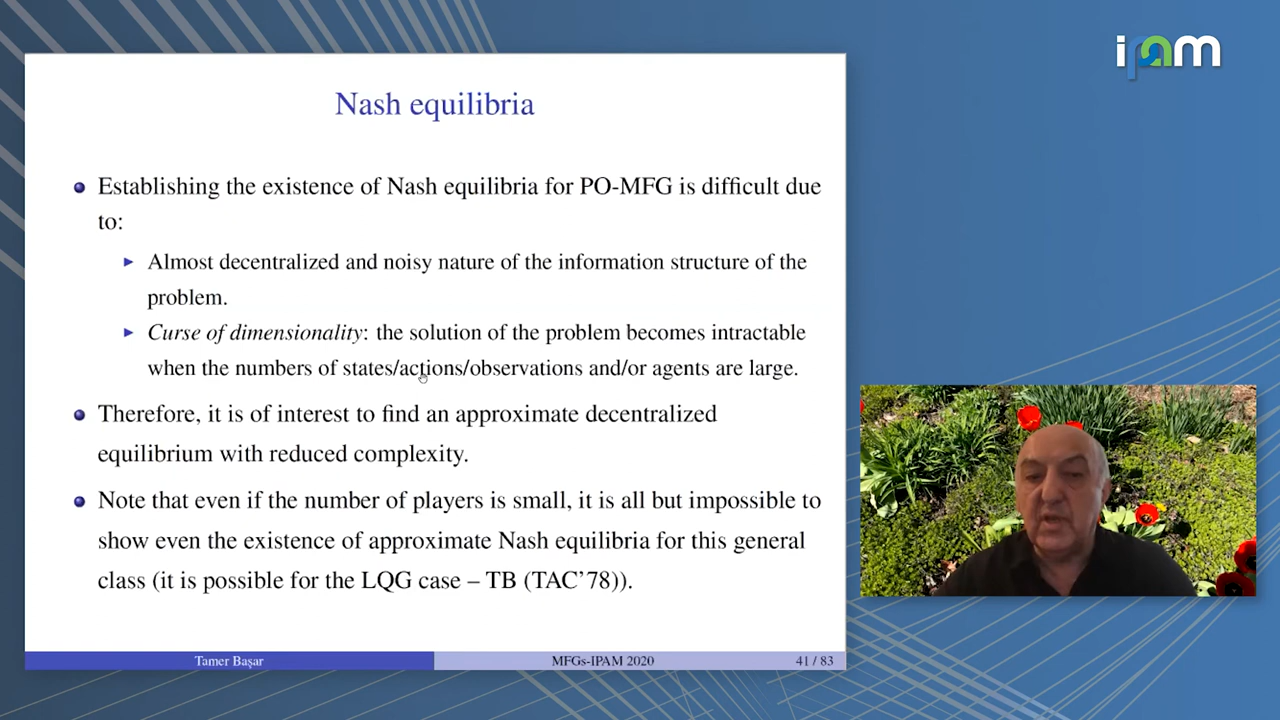 ipam
Nash equilibria
Establishing the existence of Nash equilibria for PO-MFG is difficult due
to:
Almost decentralized and noisy nature of the information structure of the
problem.
Curse of dimensionality: the solution of the problem becomes intractable
when the numbers of states/actions/observations and/or agents are large.
Therefore, it is of interest to find an approximate decentralized
equilibrium with reduced complexity.
Note that even if the number of players is small, it is all but impossible to
show even the existence of approximate Nash equilibria for this general
class (it is possible for the LQG case – TB (TAC'78)).
Tamer Başar MFGs-IPAM 2020 41 / 83